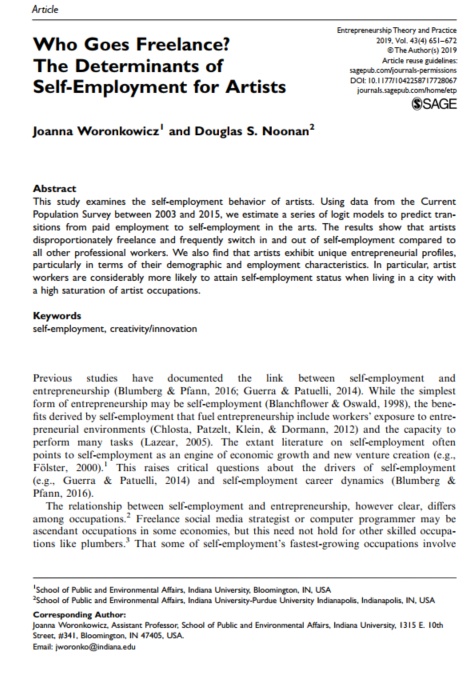 Article
Who Goes Freelance?
The Determinants of
Self-Employment for Artists
Entrepreneurship Theory and Practice
2019, Vol. 43(4) 651–672
© The Author(s) 2019
Article reuse guidelines:
sagepub.com/journals-permissions
DOI: 10.1177/1042258717728067
journals.sagepub.com/home/etp
SAGE
Joanna Woronkowicz1 and Douglas S. Noonan2
Abstract
This study examines the self-employment behavior of artists. Using data from the Current
Population Survey between 2003 and 2015, we estimate a series of logit models to predict tran-
sitions from paid employment to self-employment in the arts. The results show that artists
disproportionately freelance and frequently switch in and out of self-employment compared to
all other professional workers. We also find that artists exhibit unique entrepreneurial profiles,
particularly in terms of their demographic and employment characteristics. In particular, artist
workers are considerably more likely to attain self-employment status when living in a city with
a high saturation of artist occupations.
Keywords
self-employment, creativity/innovation
Previous studies have documented the link between self-employment and
entrepreneurship (Blumberg & Pfann, 2016; Guerra & Patuelli, 2014). While the simplest
form of entrepreneurship may be self-employment (Blanchflower & Oswald, 1998), the bene-
fits derived by self-employment that fuel entrepreneurship include workers' exposure to entre-
preneurial environments (Chlosta, Patzelt, Klein, & Dormann, 2012) and the capacity to
perform many tasks (Lazear, 2005). The extant literature on self-employment often
points to self-employment as an engine of economic growth and new venture creation (e.g.,
Fölster, 2000).1 This raises critical questions about the drivers of self-employment
(e.g., Guerra & Patuelli, 2014) and self-employment career dynamics (Blumberg &
Pfann, 2016).
The relationship between self-employment and entrepreneurship, however clear, differs
among occupations.2 Freelance social media strategist or computer programmer may be
ascendant occupations in some economies, but this need not hold for other skilled occupa-
tions like plumbers.3 That some of self-employment's fastest-growing occupations involve
1School of Public and Environmental Affairs, Indiana University, Bloomington, IN, USA
2School of Public and Environmental Affairs, Indiana University-Purdue University Indianapolis, Indianapolis, IN, USA
Corresponding Author:
Joanna Woronkowicz, Assistant Professor, School of Public and Environmental Affairs, Indiana University, 1315 E. 10th
Street, #341, Bloomington, IN 47405, USA.
Email: jworonko@indiana.edu